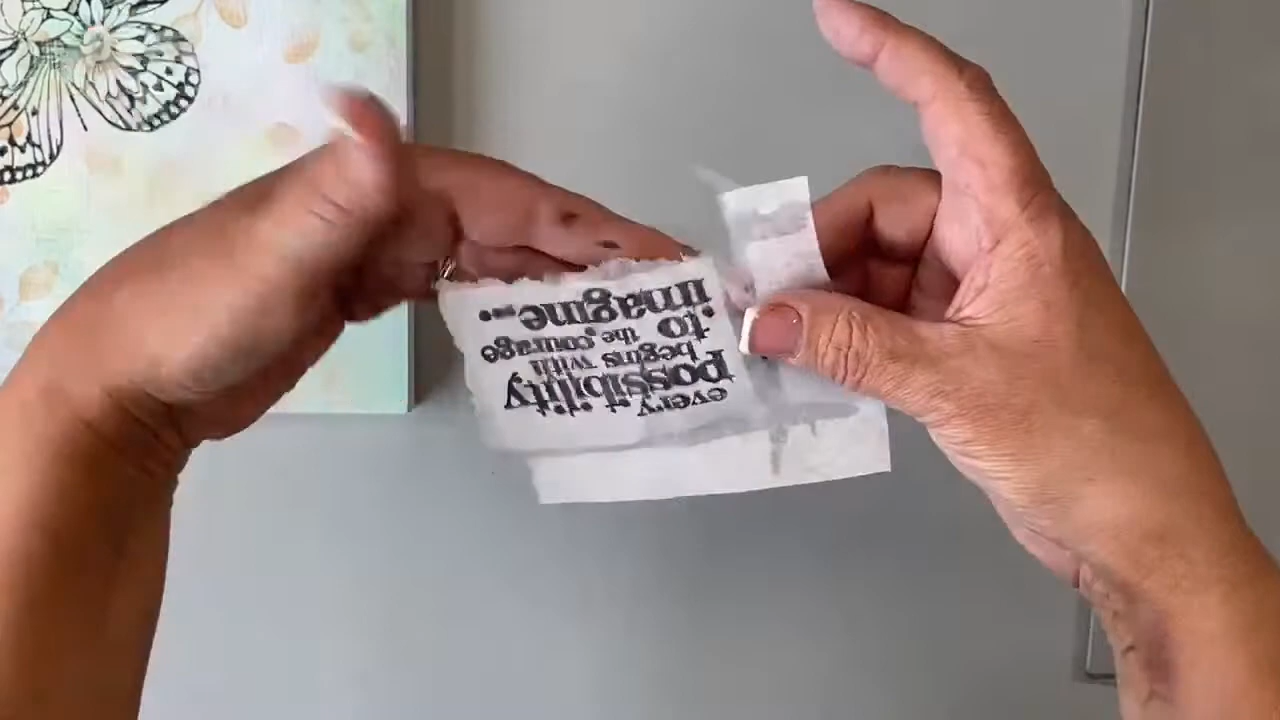 every
possibility
begins with
the courage
to
imagine...